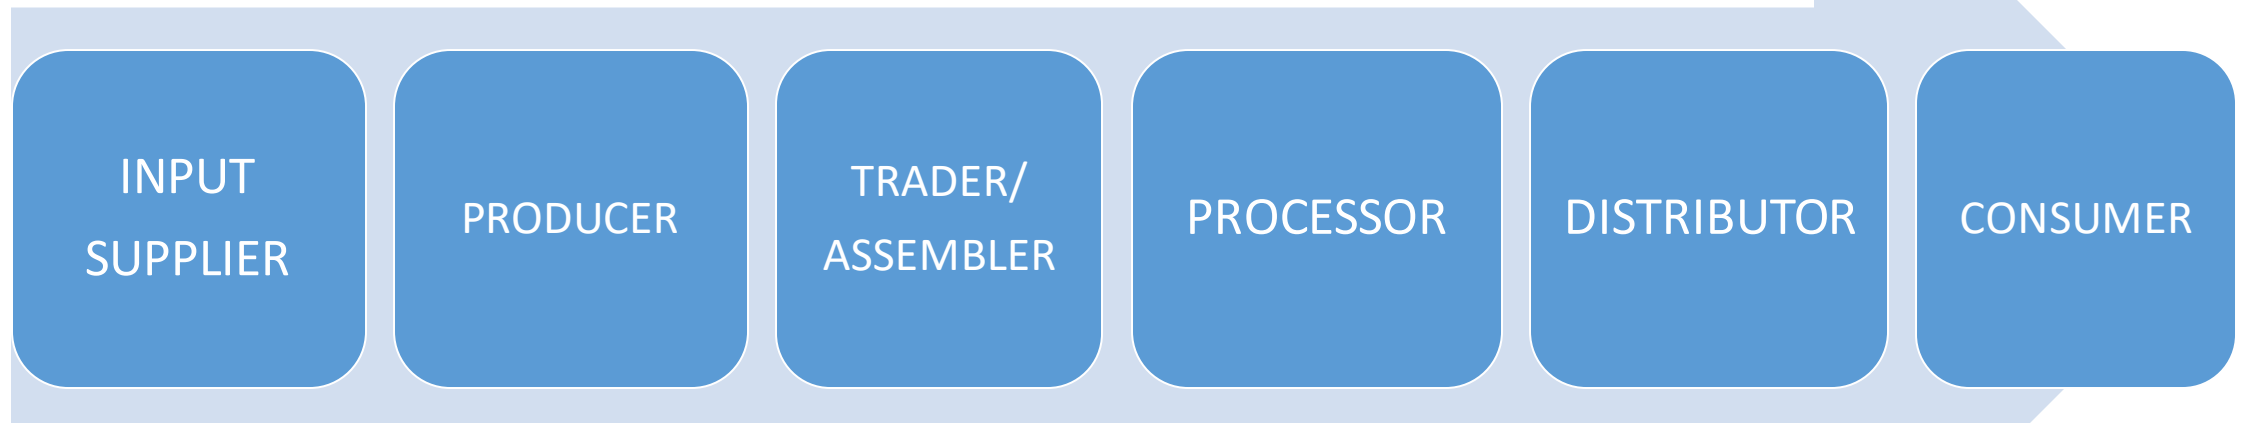 INPUT
SUPPLIER
PRODUCER
TRADER/
ASSEMBLER
PROCESSOR
DISTRIBUTOR
CONSUMER